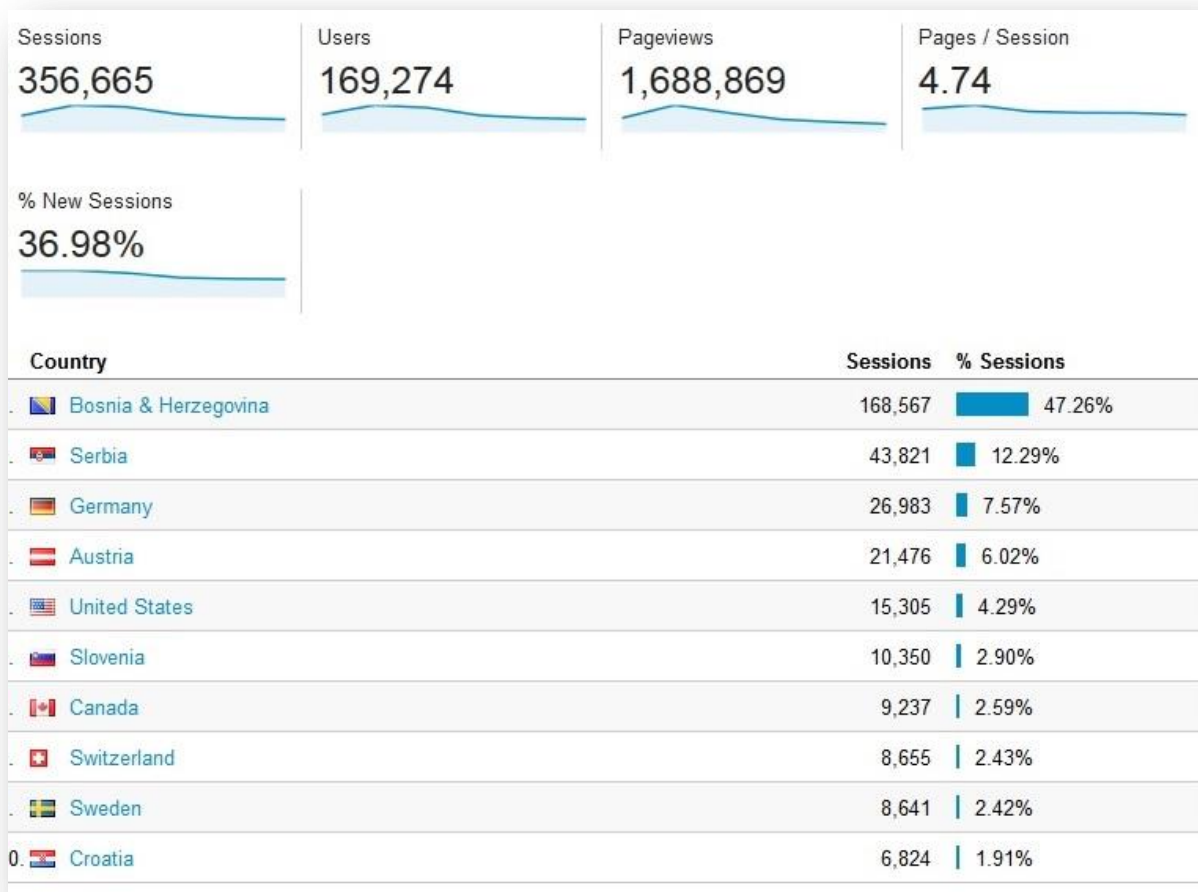 Sessions Users Pageviews Pages / Session
356,665 169,274 1,688,869 4.74
% New Sessions
36.98%
Country Sessions % Sessions
. Bosnia & Herzegovina 168,567 47.26%
. Serbia 43,821 12.29%
. Germany 26,983 7.57%
. Austria 21,476 6.02%
. United States 15,305 4.29%
. Slovenia 10,350 2.90%
. Canada 9,237 2.59%
. Switzerland 8,655 2.43%
. Sweden 8,641 2.42%
0. Croatia 6,824 1.91%